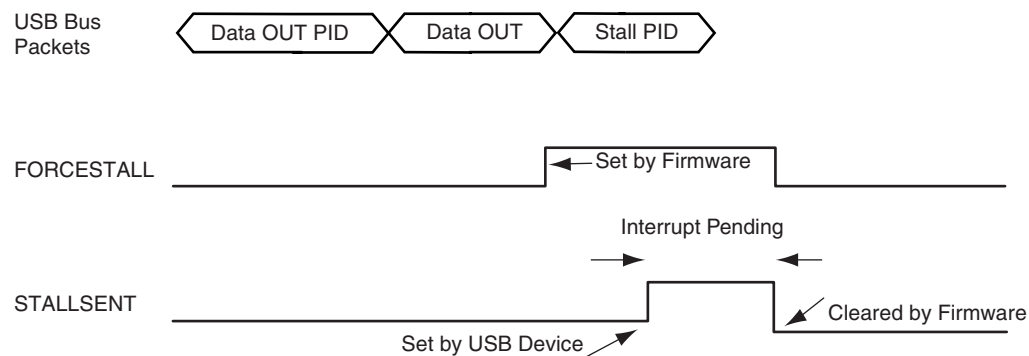 USB Bus
Packets
Data OUT PID
Data OUT
Stall PID
FORCESTALL
Set by Firmware
Interrupt Pending
STALLSENT
Cleared by Firmware
Set by USB Device